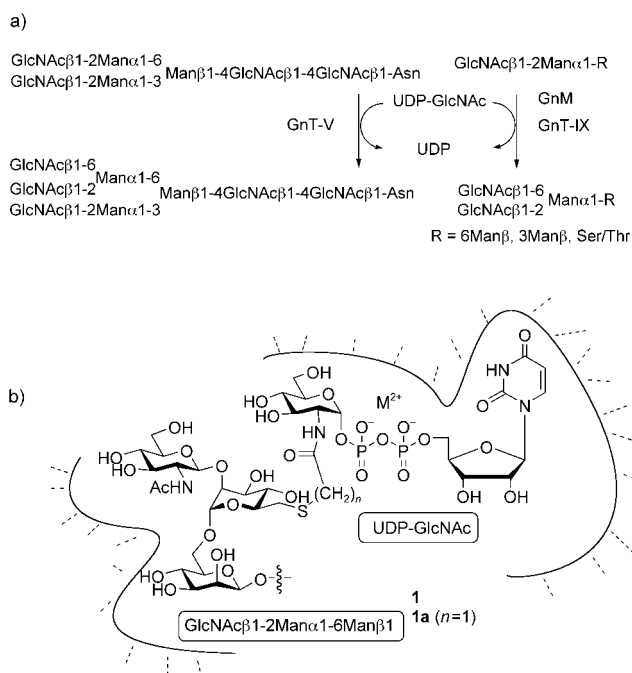 a)
GlcNAcβ1-2Manα1-6
GlcNAcβ1-2Manα1-3
Manβ1-4GlcNAcβ1-4GlcNAcβ1-Asn
GlcNAcβ1-2Manα1-R
GnT-V
UDP-GlcNAc
UDP
GnM
GnT-IX
GlcNAcβ1-6
GlcNAcβ1-2
Manα1-6
GlcNAcβ1-2Manα1-3
Manβ1-4GlcNAcβ1-4GlcNAcβ1-Asn
GlcNAcβ1-6
GlcNAcβ1-2
Manα1-R
R = 6Manβ, 3Manβ, Ser/Thr
b)
O
HN
O
N
OH
HO
HO
O
NH
O
M²⁺
O
O⁻
P
O
O
O⁻
P
O
O
O
OH
OH
OH
HO
HO
O
AcHN
O
OH
OH
O
O
S
(CH₂)ₙ
HO
HO
OH
O
O
UDP-GlcNAc
GlcNAcβ1-2Manα1-6Manβ1
1
1a (n=1)